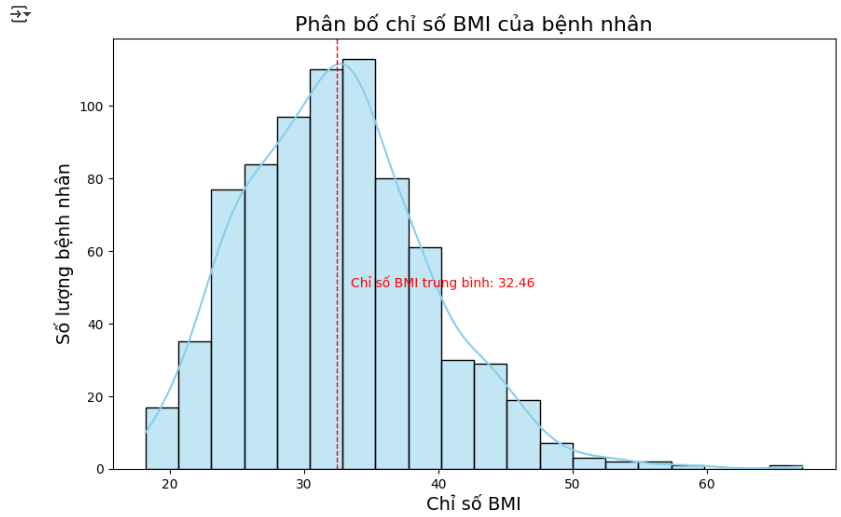 Phân bố chỉ số BMI của bệnh nhân
Số lượng bệnh nhân
100
80
60
40
20
0
Chỉ số BMI trung bình: 32.46
20 30 40 50 60
Chỉ số BMI